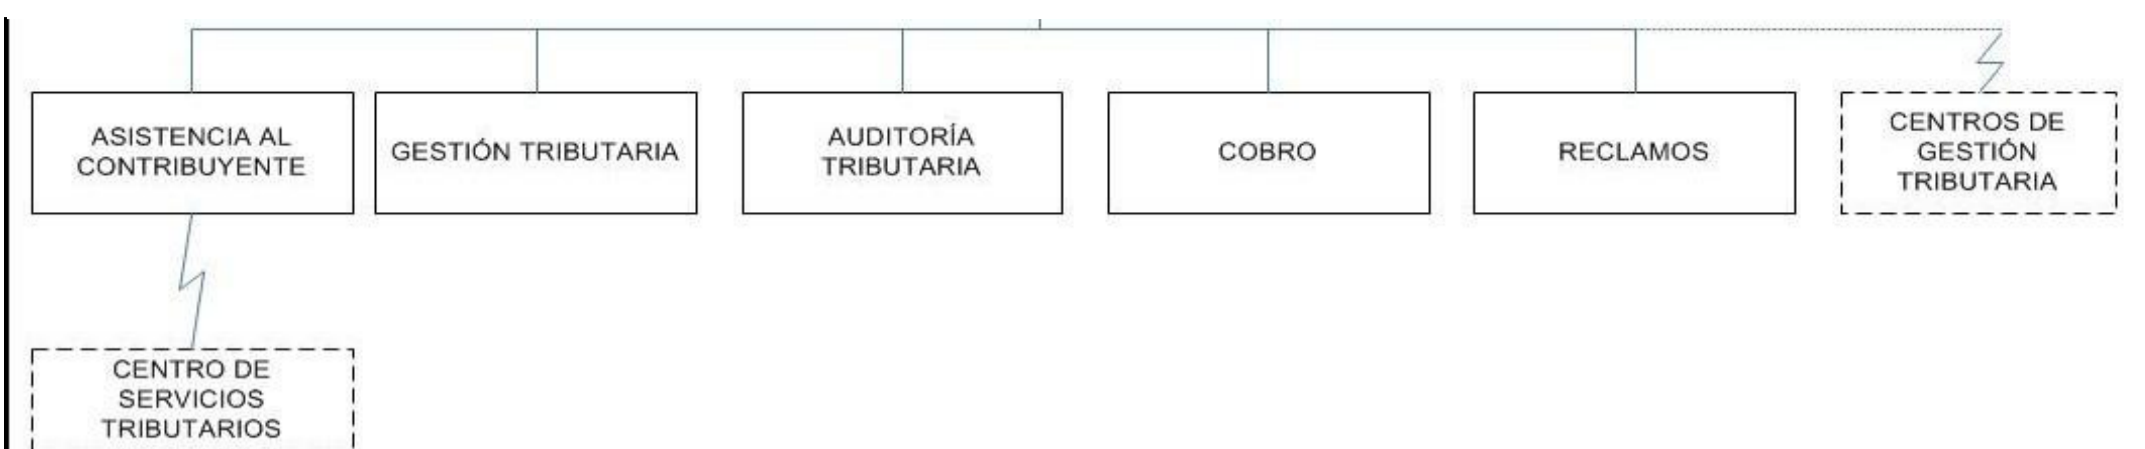 ASISTENCIA AL
CONTRIBUYENTE
GESTIÓN TRIBUTARIA
AUDITORÍA
TRIBUTARIA
COBRO
RECLAMOS
CENTROS DE
GESTIÓN
TRIBUTARIA
CENTRO DE
SERVICIOS
TRIBUTARIOS